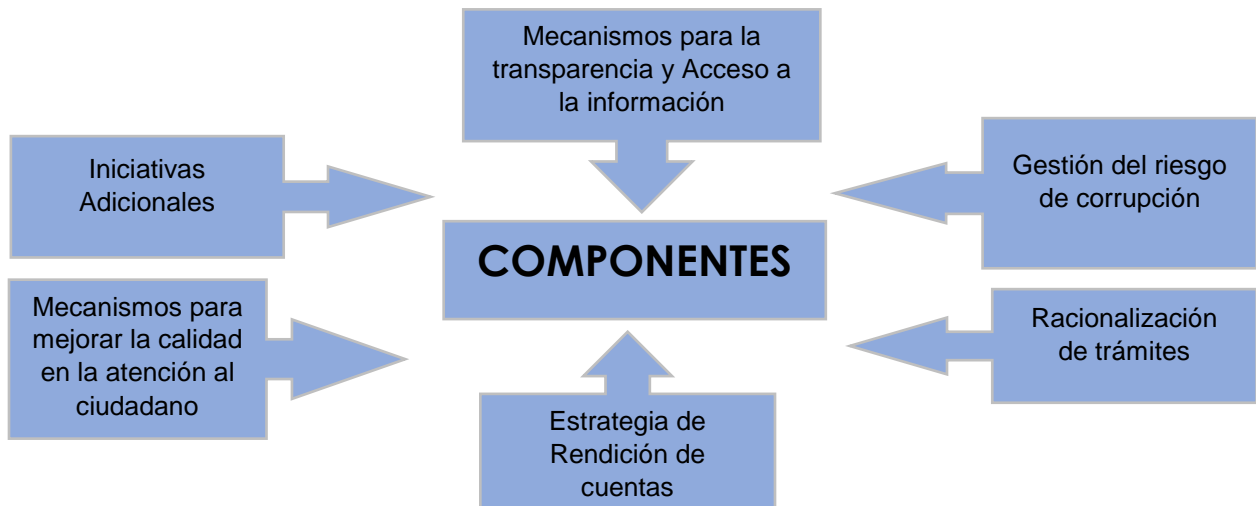 Mecanismos para la
transparencia y Acceso a
la información
Iniciativas
Adicionales
Gestión del riesgo
de corrupción
COMPONENTES
Mecanismos para
mejorar la calidad
en la atención al
ciudadano
Racionalización
de trámites
Estrategia de
Rendición de
cuentas